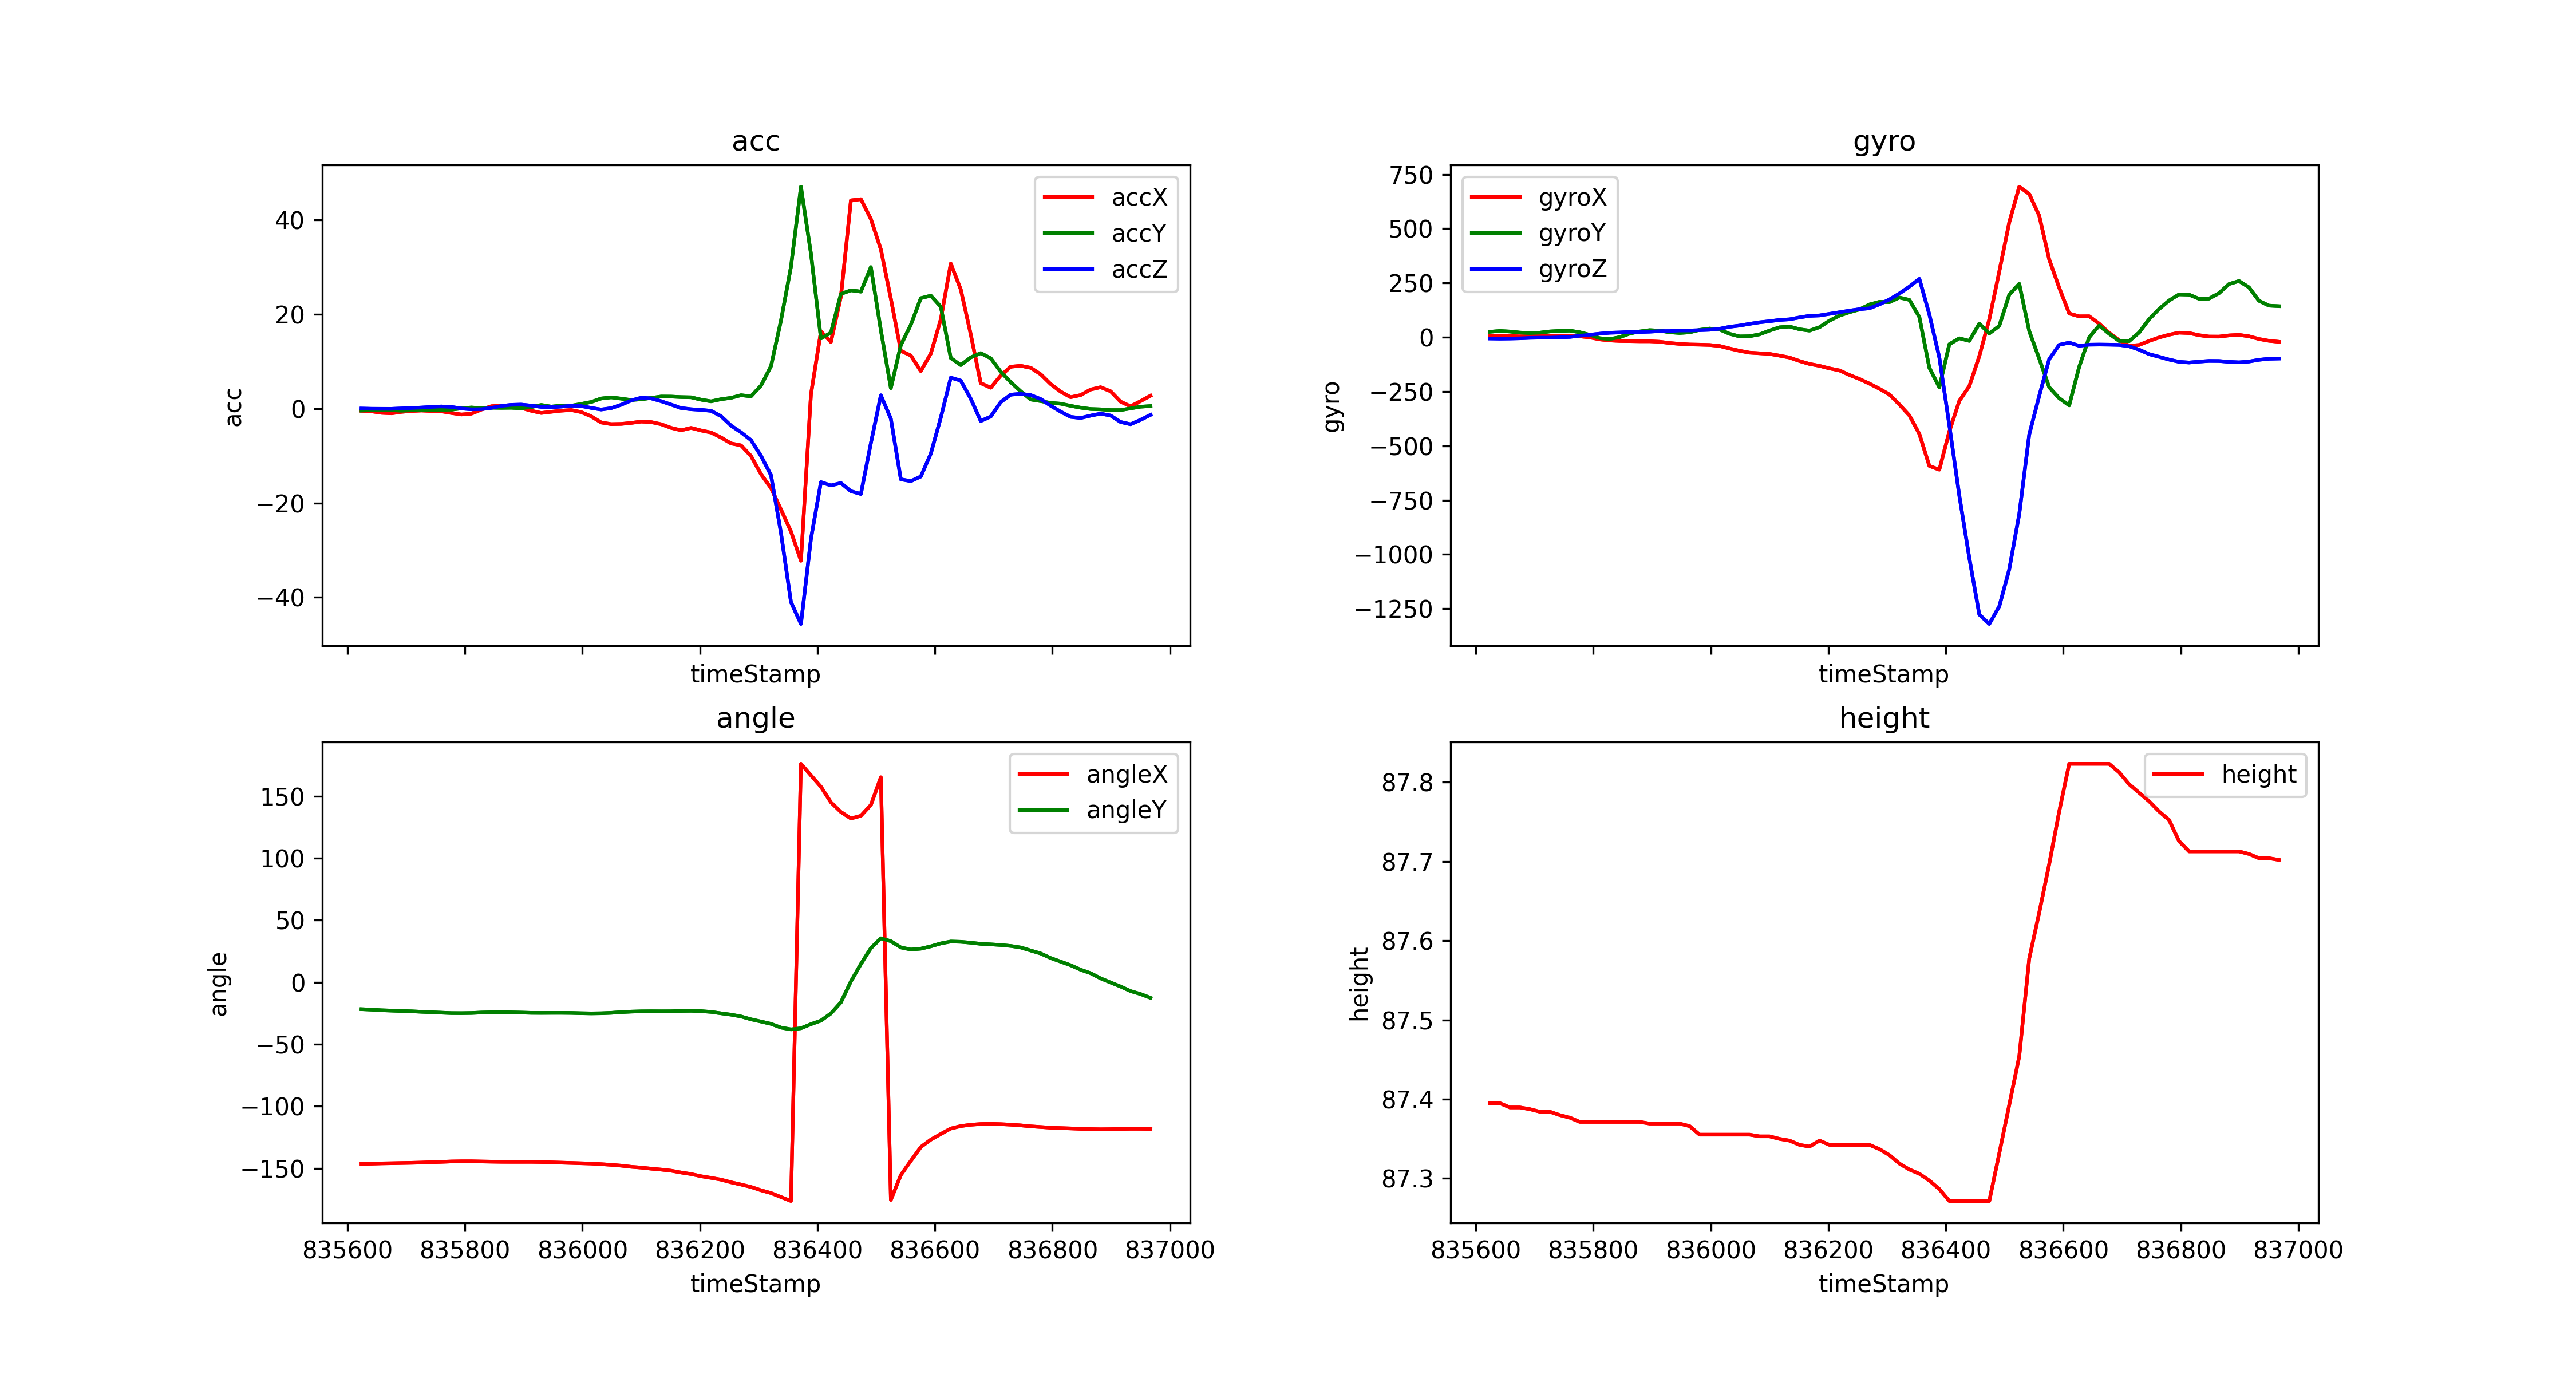 acc
accX
accY
accZ
40
20
0
−20
−40
acc
timeStamp
gyro
gyroX
gyroY
gyroZ
750
500
250
0
−250
−500
−750
−1000
−1250
gyro
timeStamp
angle
angleX
angleY
150
100
50
0
−50
−100
−150
angle
835600 835800 836000 836200 836400 836600 836800 837000
timeStamp
height
height
87.8
87.7
87.6
87.5
87.4
87.3
height
835600 835800 836000 836200 836400 836600 836800 837000
timeStamp